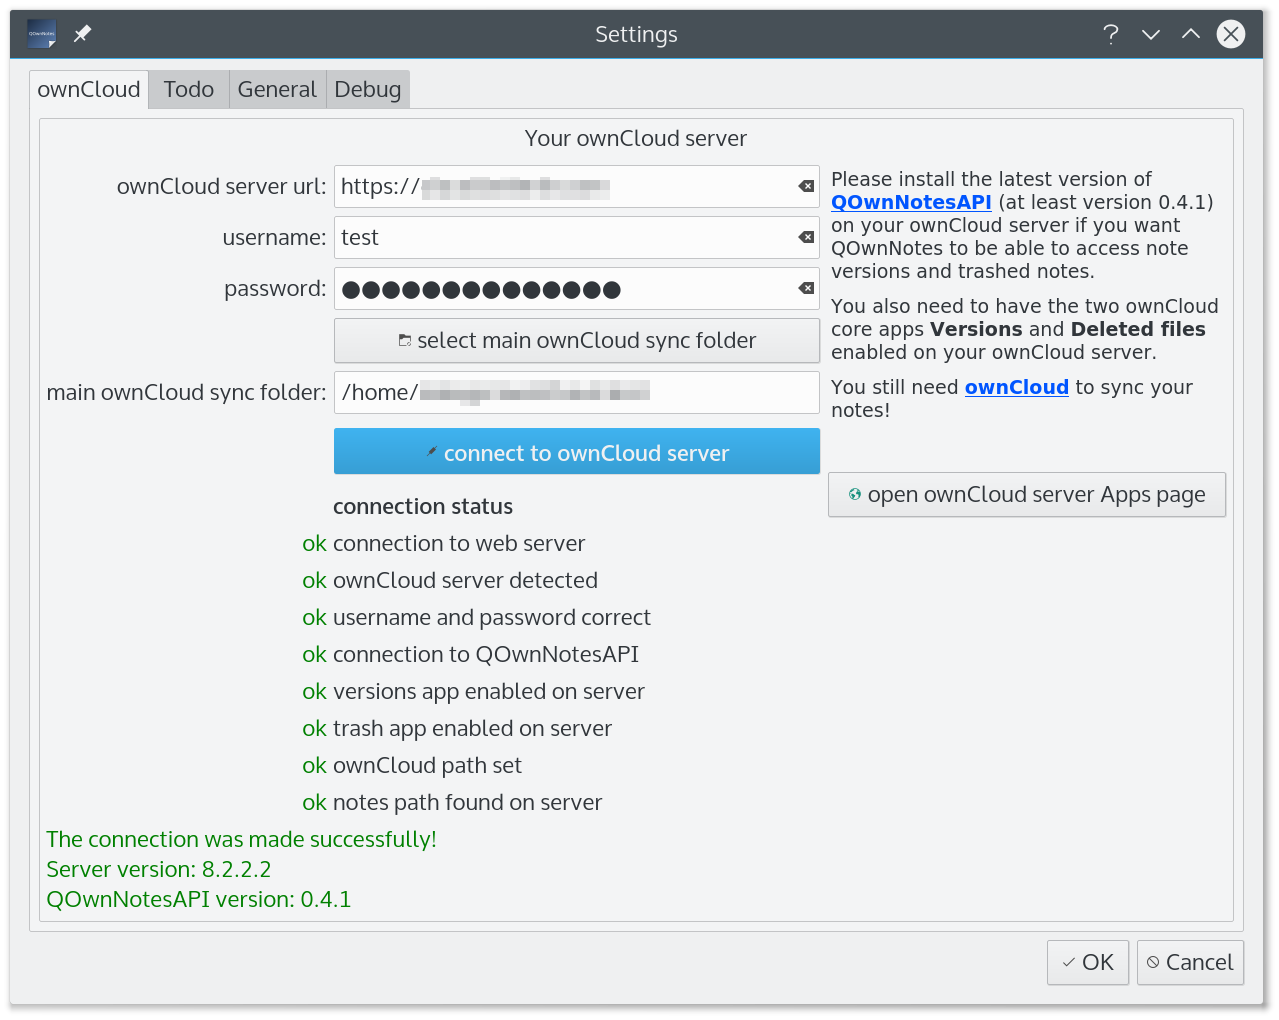 QOwnNotes
Settings
ownCloud Todo General Debug
Your ownCloud server
ownCloud server url: https://
username: test
password: ●●●●●●●●●●●●●●
select main ownCloud sync folder
main ownCloud sync folder: /home/
connect to ownCloud server
connection status
ok connection to web server
ok ownCloud server detected
ok username and password correct
ok connection to QOwnNotesAPI
ok versions app enabled on server
ok trash app enabled on server
ok ownCloud path set
ok notes path found on server
The connection was made successfully!
Server version: 8.2.2.2
QOwnNotesAPI version: 0.4.1
Please install the latest version of
QOwnNotesAPI (at least version 0.4.1)
on your ownCloud server if you want
QOwnNotes to be able to access note
versions and trashed notes.
You also need to have the two ownCloud
core apps Versions and Deleted files
enabled on your ownCloud server.
You still need ownCloud to sync your
notes!
open ownCloud server Apps page
OK Cancel